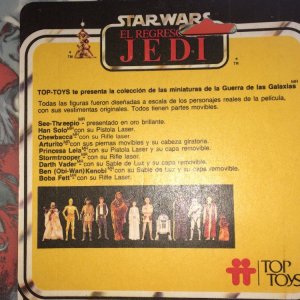 STAR WARS
EL REGRESO
JEDI
TOP-TOYS te presenta la colección de las miniaturas de la Guerra de las Galaxias
Todas las figuras fueron diseñadas a escala de los personajes reales de la película,
con sus vestimentas originales. Todos tienen partes movibles.
See-Threepio - presentado en oro brillante.
Han Solo con su Pistola Laser.
Chewbacca con su Rifle Laser.
Arturito con sus piernas movibles y su cabeza giratoria.
Princesa Leia con su Pistola Laser y su capa removible.
Stormtrooper con su Rifle laser.
Darth Vader con su Sable de Luz y su capa removible.
Ben (Obi-Wan) Kenobi con su Sable de Luz y su capa removible.
Boba Fett con su Rifle Laser.
TOP
TOYS